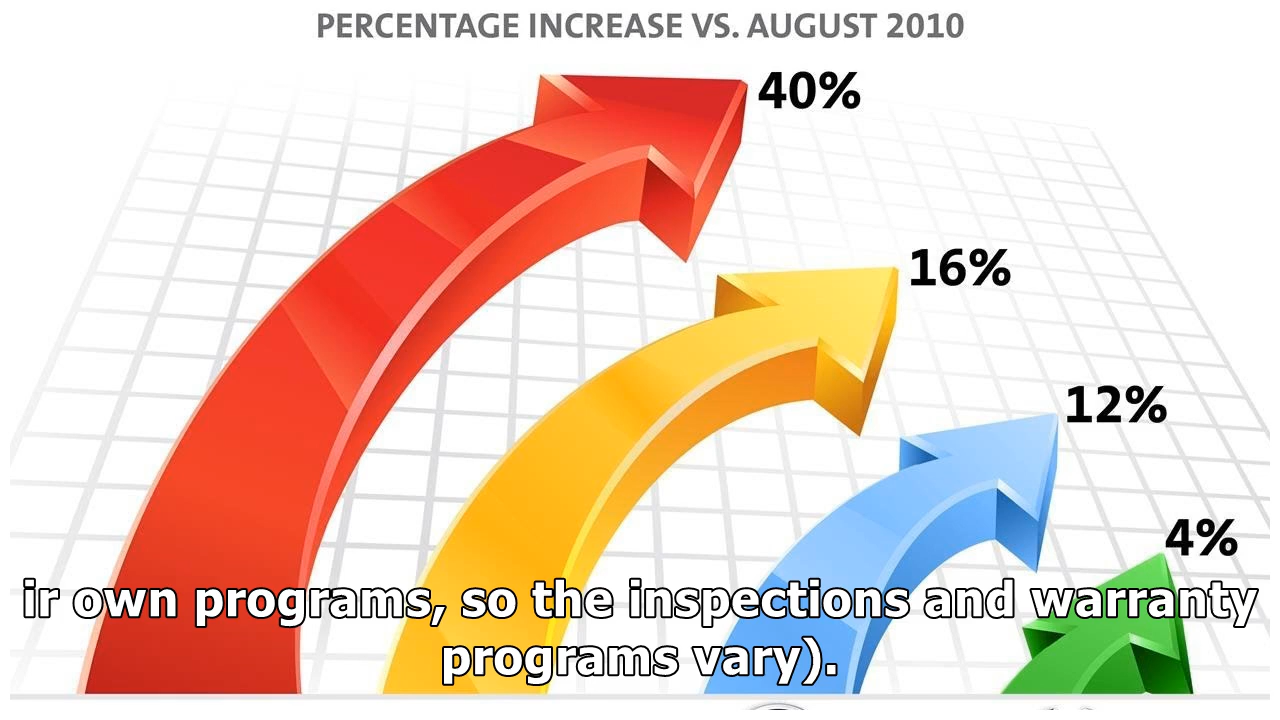 PERCENTAGE INCREASE VS. AUGUST 2010
40%
16%
12%
4%
ir own programs, so the inspections and warranty
programs vary).